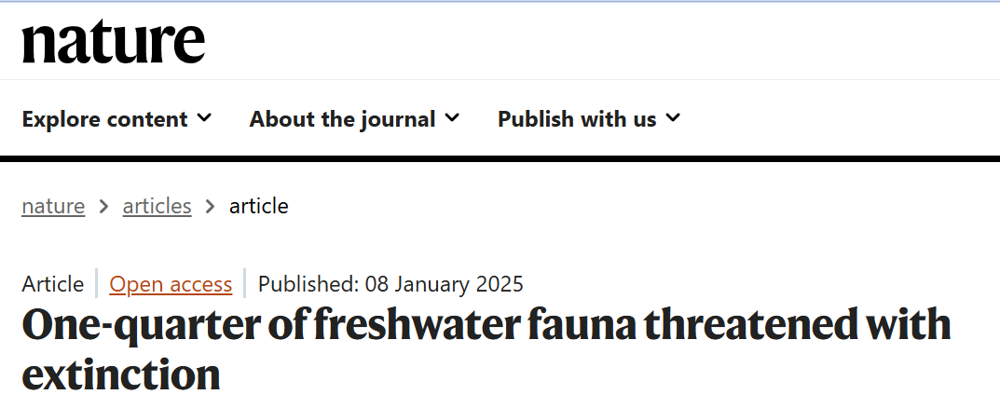 nature
Explore content About the journal Publish with us
nature > articles > article
Article Open access Published: 08 January 2025
One-quarter of freshwater fauna threatened with
extinction